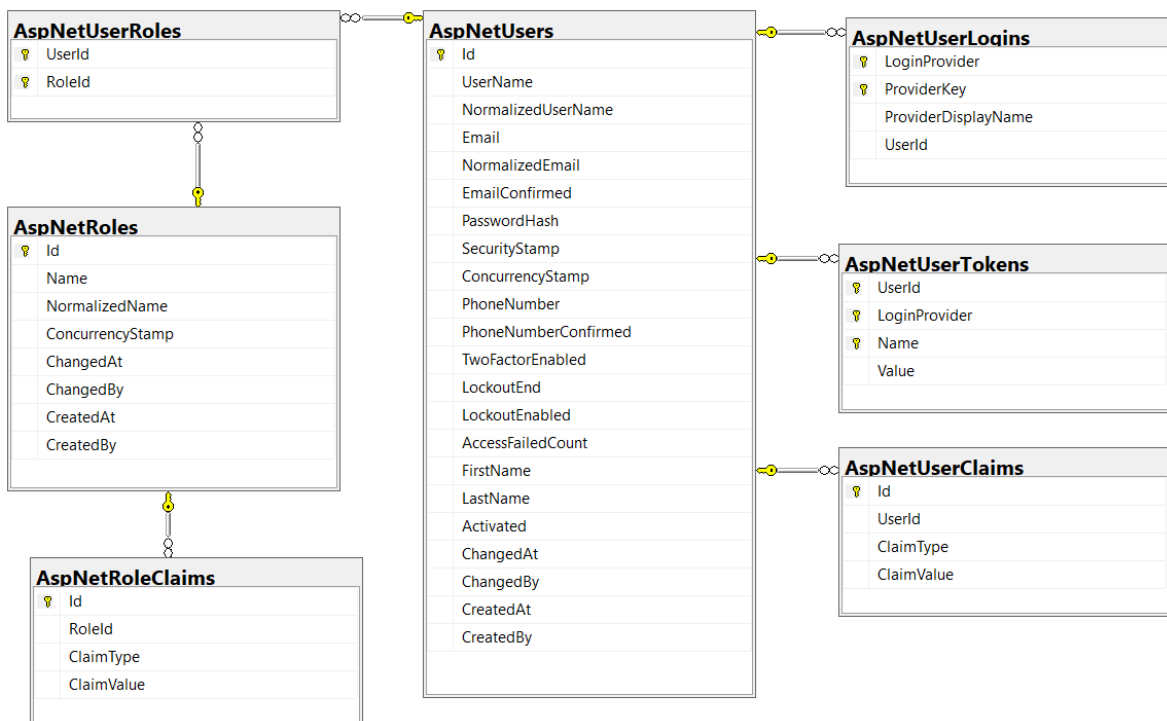 AspNetUserRoles
UserId
RoleId
AspNetRoles
Id
Name
NormalizedName
ConcurrencyStamp
ChangedAt
ChangedBy
CreatedAt
CreatedBy
AspNetRoleClaims
Id
RoleId
ClaimType
ClaimValue
AspNetUsers
Id
UserName
NormalizedUserName
Email
NormalizedEmail
EmailConfirmed
PasswordHash
SecurityStamp
ConcurrencyStamp
PhoneNumber
PhoneNumberConfirmed
TwoFactorEnabled
LockoutEnd
LockoutEnabled
AccessFailedCount
FirstName
LastName
Activated
ChangedAt
ChangedBy
CreatedAt
CreatedBy
AspNetUserLogins
LoginProvider
ProviderKey
ProviderDisplayName
UserId
AspNetUserTokens
UserId
LoginProvider
Name
Value
AspNetUserClaims
Id
UserId
ClaimType
ClaimValue